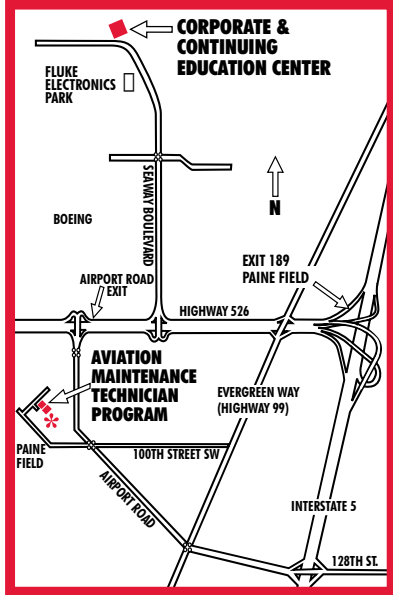 CORPORATE &
CONTINUING
EDUCATION CENTER
FLUKE
ELECTRONICS
PARK
SEAWAY BOULEVARD
N
BOEING
EXIT 189
PAINE FIELD
AIRPORT ROAD
EXIT
HIGHWAY 526
AVIATION
MAINTENANCE
TECHNICIAN
PROGRAM
EVERGREEN WAY
(HIGHWAY 99)
PAINE
FIELD
100TH STREET SW
AIRPORT ROAD
INTERSTATE 5
128TH ST.